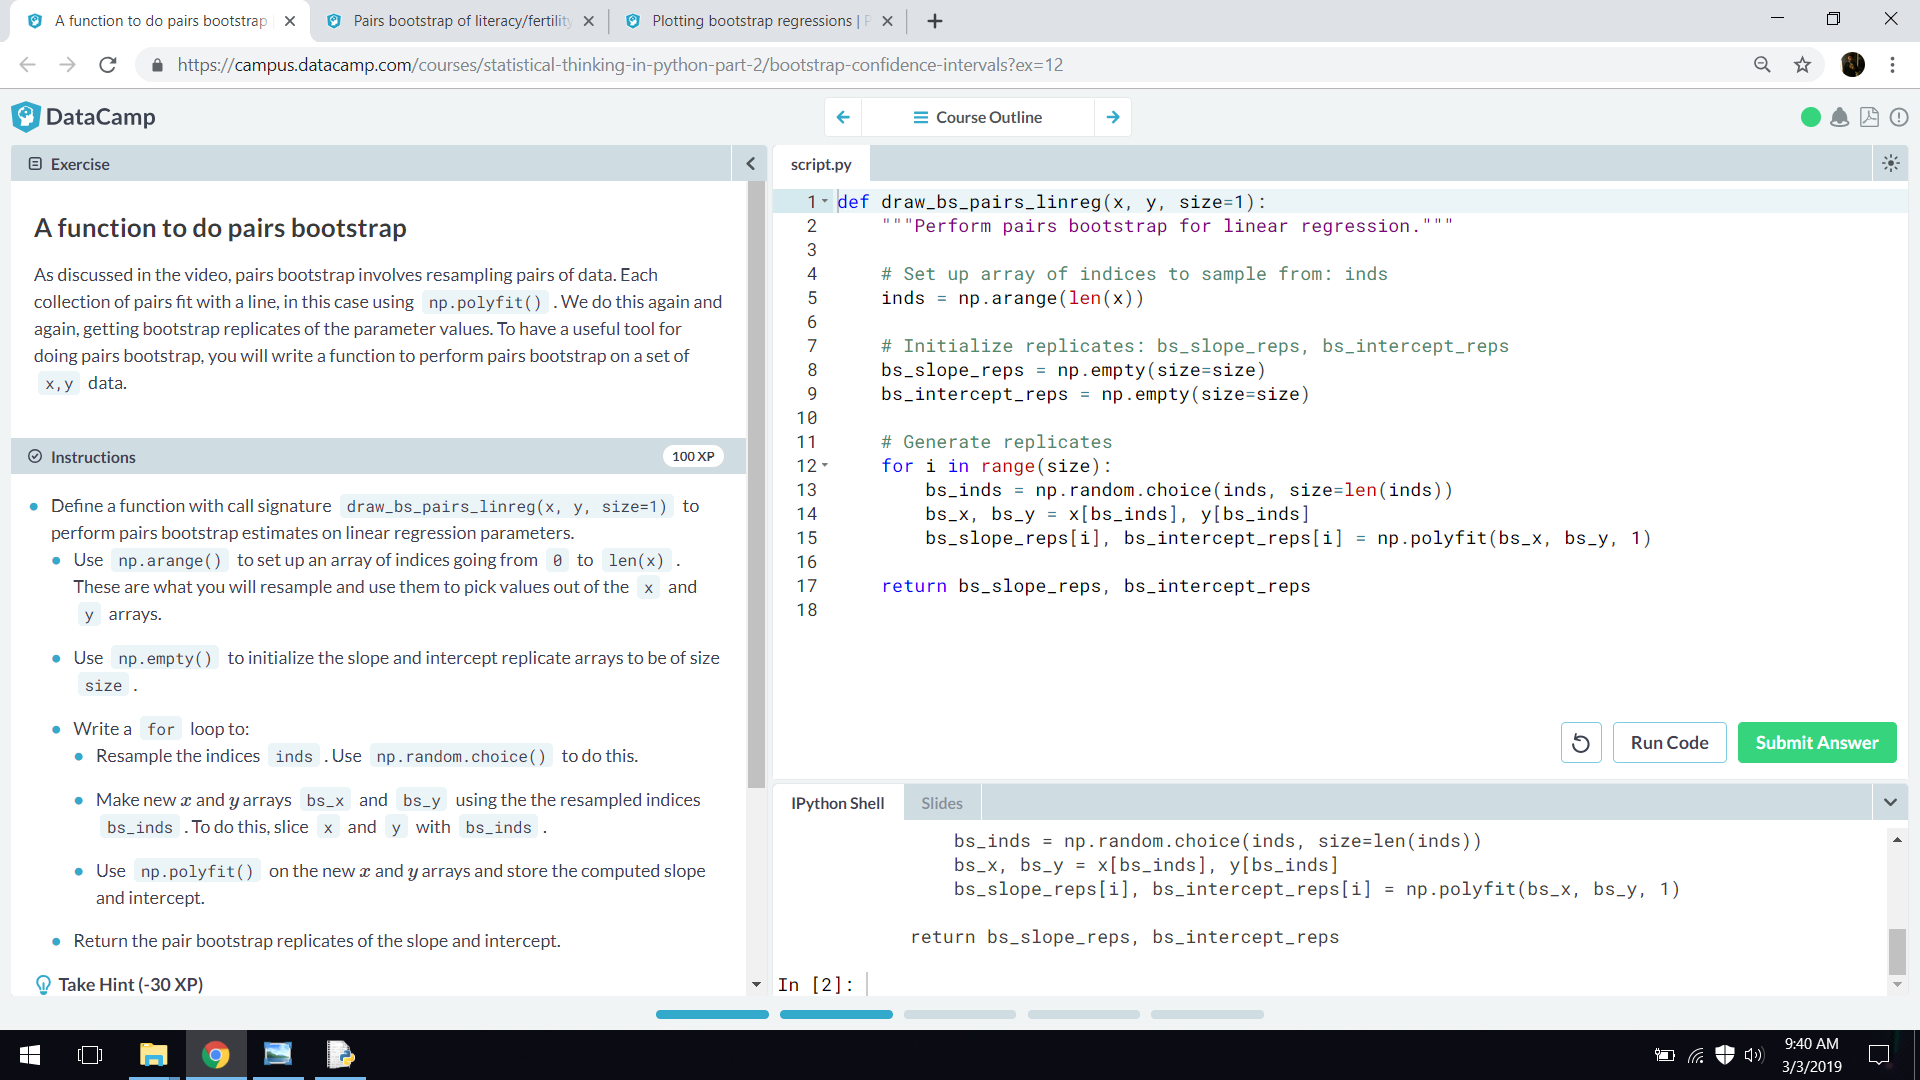 A function to do pairs bootstrap
Pairs bootstrap of literacy/fertility
Plotting bootstrap regressions | P
https://campus.datacamp.com/courses/statistical-thinking-in-python-part-2/bootstrap-confidence-intervals?ex=12
DataCamp
Course Outline
Exercise
A function to do pairs bootstrap
As discussed in the video, pairs bootstrap involves resampling pairs of data. Each
collection of pairs fit with a line, in this case using np.polyfit() . We do this again and
again, getting bootstrap replicates of the parameter values. To have a useful tool for
doing pairs bootstrap, you will write a function to perform pairs bootstrap on a set of
x,y data.
Instructions
100 XP
Define a function with call signature draw_bs_pairs_linreg(x, y, size=1) to
perform pairs bootstrap estimates on linear regression parameters.
Use np.arange() to set up an array of indices going from 0 to len(x) .
These are what you will resample and use them to pick values out of the x and
y arrays.
Use np.empty() to initialize the slope and intercept replicate arrays to be of size
size .
Write a for loop to:
Resample the indices inds . Use np.random.choice() to do this.
Make new x and y arrays bs_x and bs_y using the the resampled indices
bs_inds . To do this, slice x and y with bs_inds .
Use np.polyfit() on the new x and y arrays and store the computed slope
and intercept.
Return the pair bootstrap replicates of the slope and intercept.
Take Hint (-30 XP)
script.py
1 def draw_bs_pairs_linreg(x, y, size=1):
2 """Perform pairs bootstrap for linear regression."""
3
4 # Set up array of indices to sample from: inds
5 inds = np.arange(len(x))
6
7 # Initialize replicates: bs_slope_reps, bs_intercept_reps
8 bs_slope_reps = np.empty(size=size)
9 bs_intercept_reps = np.empty(size=size)
10
11 # Generate replicates
12 for i in range(size):
13 bs_inds = np.random.choice(inds, size=len(inds))
14 bs_x, bs_y = x[bs_inds], y[bs_inds]
15 bs_slope_reps[i], bs_intercept_reps[i] = np.polyfit(bs_x, bs_y, 1)
16
17 return bs_slope_reps, bs_intercept_reps
18
Run Code
Submit Answer
IPython Shell
Slides
bs_inds = np.random.choice(inds, size=len(inds))
bs_x, bs_y = x[bs_inds], y[bs_inds]
bs_slope_reps[i], bs_intercept_reps[i] = np.polyfit(bs_x, bs_y, 1)
return bs_slope_reps, bs_intercept_reps
In [2]:
9:40 AM
3/3/2019